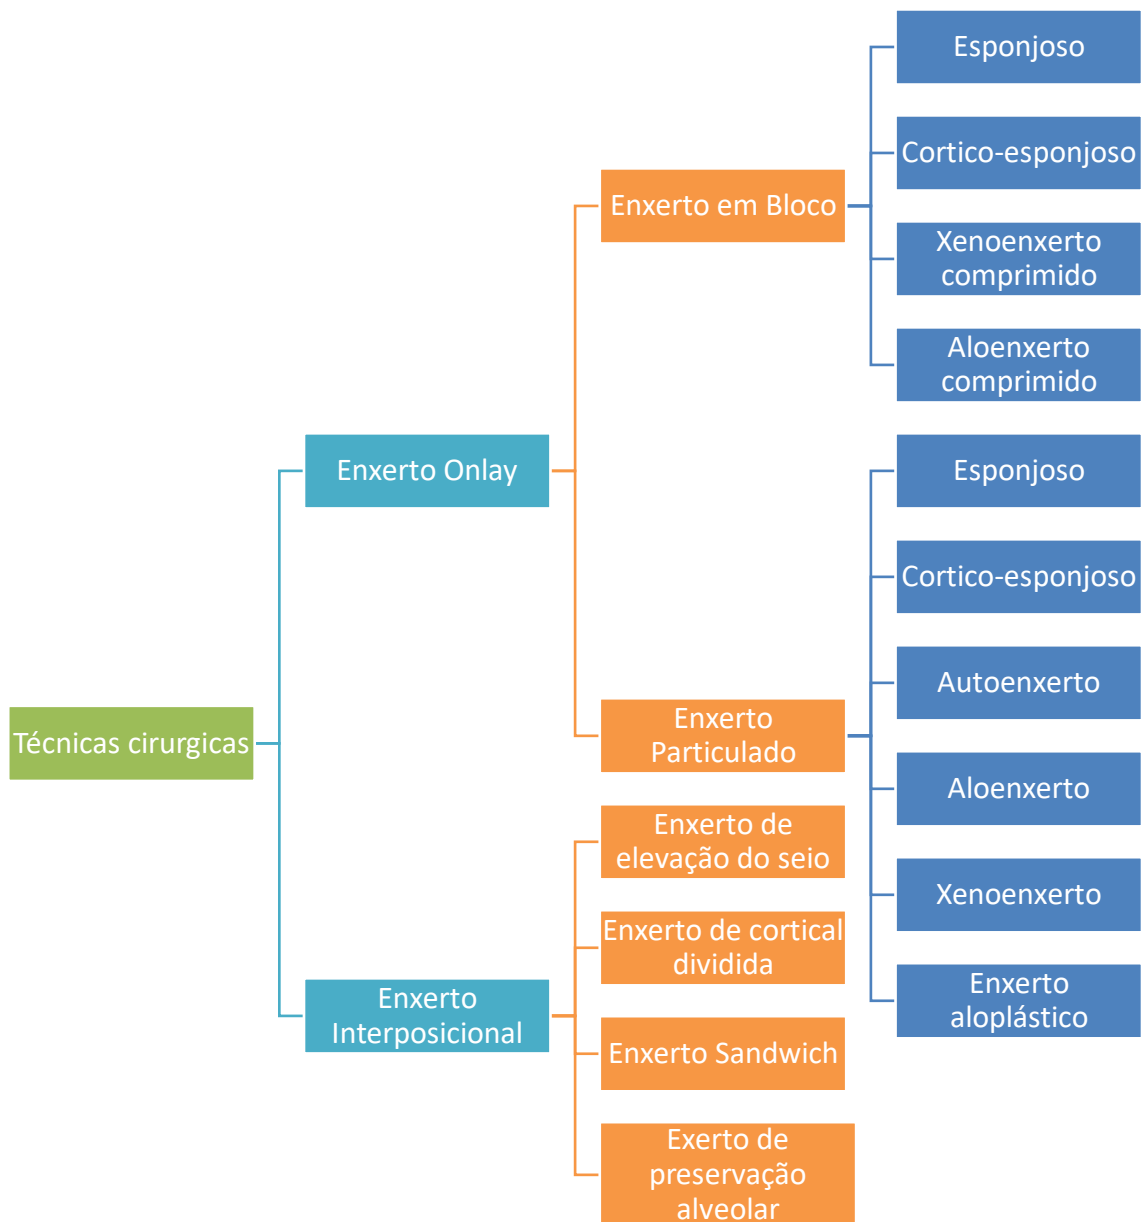 Esponjoso
Cortico-esponjoso
Enxerto em Bloco
Xenoenxerto
comprimido
Aloenxerto
comprimido
Enxerto Onlay
Esponjoso
Cortico-esponjoso
Autoenxerto
Técnicas cirurgicas
Enxerto
Particulado
Aloenxerto
Enxerto de
elevação do seio
Xenoenxerto
Enxerto de cortical
dividida
Enxerto
Interposicional
Enxerto
aloplástico
Enxerto Sandwich
Exerto de
preservação
alveolar